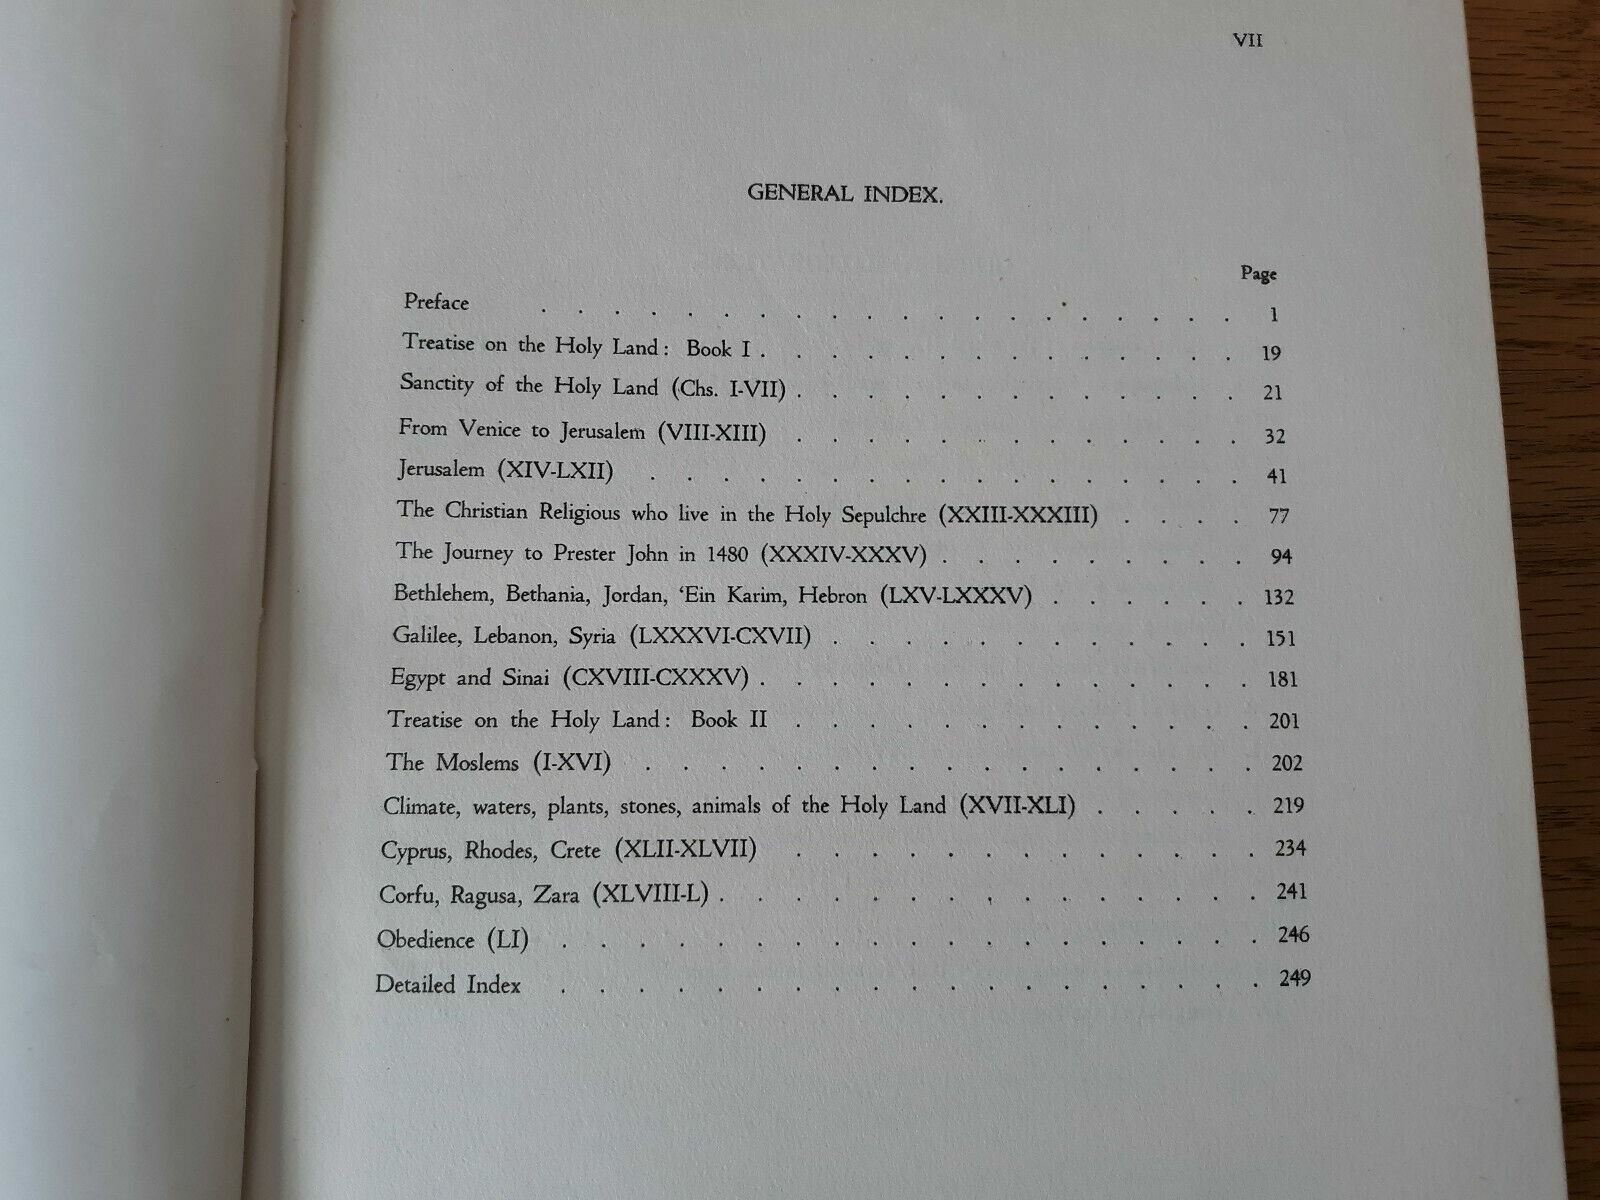 VII
GENERAL INDEX.
Page
Preface . . . . . . . . . . . . . . . . . . . 1
Treatise on the Holy Land: Book I . . . . . . . . . . . . . 19
Sanctity of the Holy Land (Chs. I-VII) . . . . . . . . . . . . 21
From Venice to Jerusalem (VIII-XIII) . . . . . . . . . . . . 32
Jerusalem (XIV-LXII) . . . . . . . . . . . . . . . . 41
The Christian Religious who live in the Holy Sepulchre (XXIII-XXXIII) . . . . 77
The Journey to Prester John in 1480 (XXXIV-XXXV) . . . . . . . . . 94
Bethlehem, Bethania, Jordan, 'Ein Karim, Hebron (LXV-LXXXV) . . . . . . 132
Galilee, Lebanon, Syria (LXXXVI-CXVII) . . . . . . . . . . . . 151
Egypt and Sinai (CXVIII-CXXXV) . . . . . . . . . . . . . . 181
Treatise on the Holy Land: Book II . . . . . . . . . . . . . 201
The Moslems (I-XVI) . . . . . . . . . . . . . . . . . 202
Climate, waters, plants, stones, animals of the Holy Land (XVII-XLI) . . . . . 219
Cyprus, Rhodes, Crete (XLII-XLVII) . . . . . . . . . . . . . 234
Corfu, Ragusa, Zara (XLVIII-L) . . . . . . . . . . . . . . . 241
Obedience (LI) . . . . . . . . . . . . . . . . . . . 246
Detailed Index . . . . . . . . . . . . . . . . . . . 249